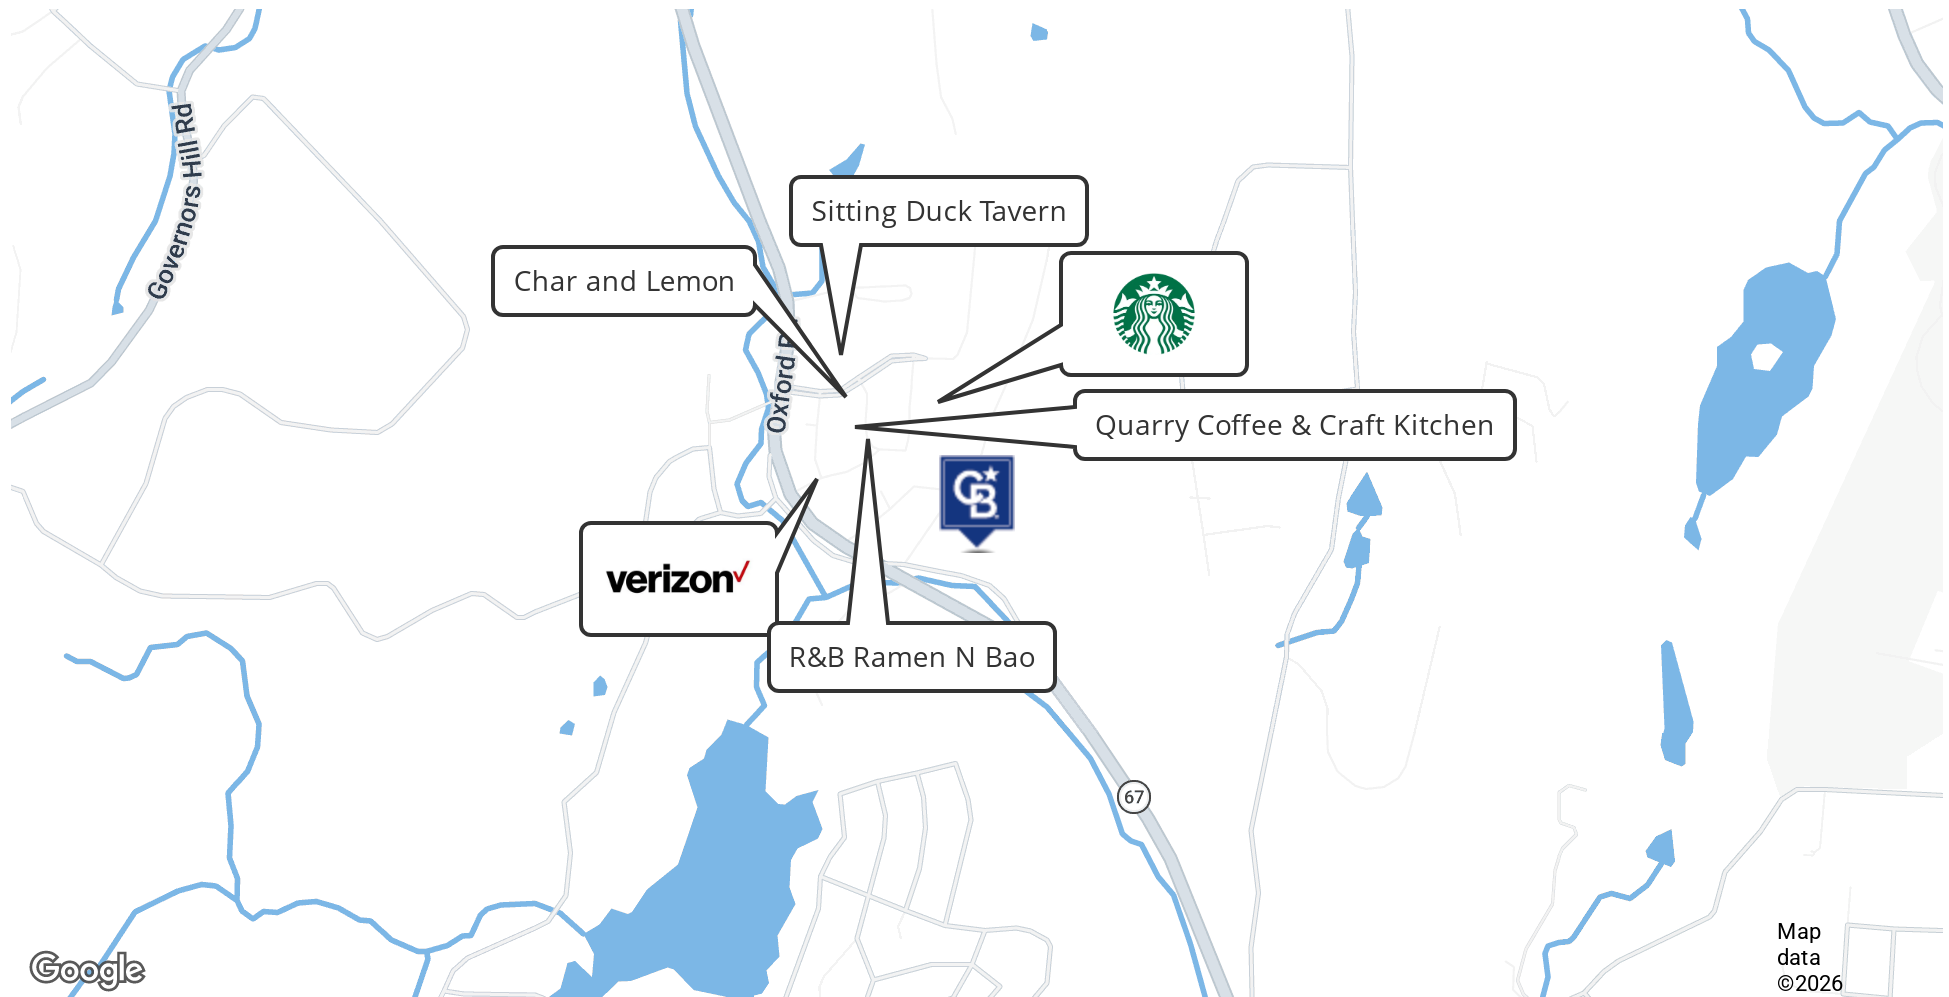 Governors Hill Rd
Sitting Duck Tavern
Char and Lemon
Oxford
Quarry Coffee & Craft Kitchen
CB
verizon
R&B Ramen N Bao
67
Google
Map
data
©2026